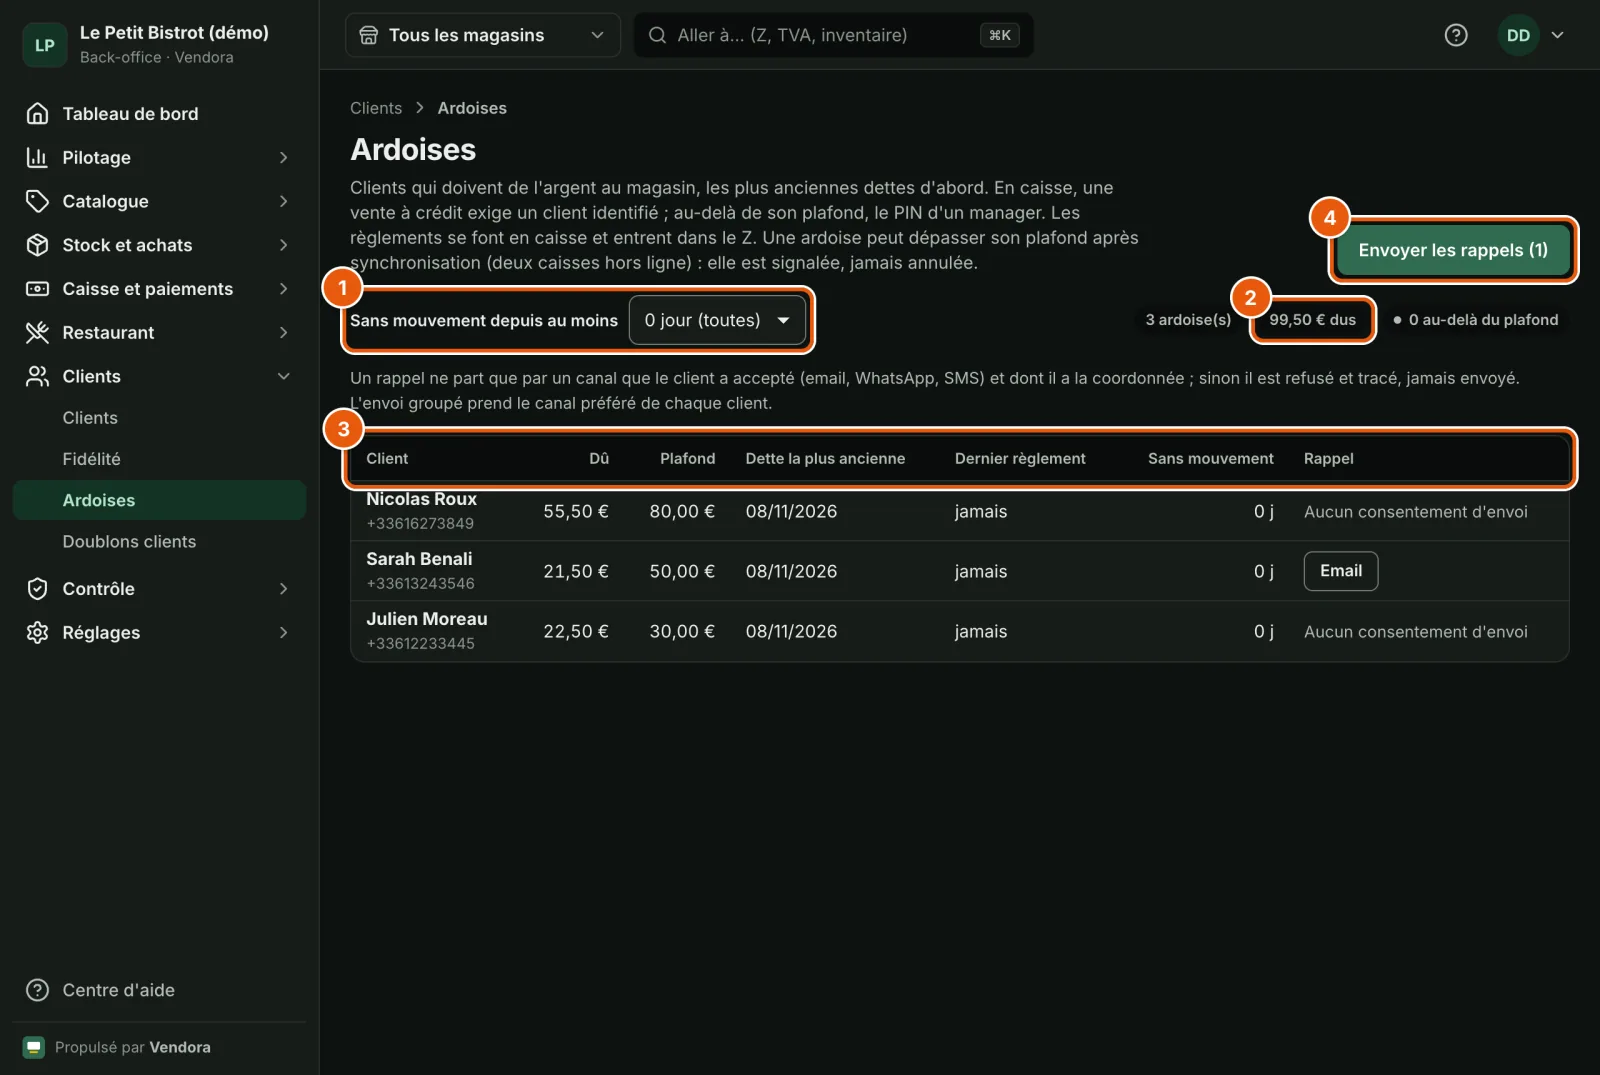 LP
Le Petit Bistrot (démo)
Back-office · Vendora
Tous les magasins
Aller à... (Z, TVA, inventaire)
⌘K
DD
Tableau de bord
Pilotage
Catalogue
Stock et achats
Caisse et paiements
Restaurant
Clients
Clients
Fidélité
Ardoises
Doublons clients
Contrôle
Réglages
Centre d'aide
Propulsé par Vendora
Clients > Ardoises
Ardoises
Clients qui doivent de l'argent au magasin, les plus anciennes dettes d'abord. En caisse, une
vente à crédit exige un client identifié ; au-delà de son plafond, le PIN d'un manager. Les
règlements se font en caisse et entrent dans le Z. Une ardoise peut dépasser son plafond après
synchronisation (deux caisses hors ligne) : elle est signalée, jamais annulée.
4
Envoyer les rappels (1)
1
Sans mouvement depuis au moins
0 jour (toutes)
3 ardoise(s)
2
99,50 € dus
0 au-delà du plafond
Un rappel ne part que par un canal que le client a accepté (email, WhatsApp, SMS) et dont il a la coordonnée ; sinon il est refusé et tracé, jamais envoyé.
L'envoi groupé prend le canal préféré de chaque client.
3
Client Dû Plafond Dette la plus ancienne Dernier règlement Sans mouvement Rappel
Nicolas Roux
+33616273849
55,50 € 80,00 € 08/11/2026 jamais 0 j Aucun consentement d'envoi
Sarah Benali
+33613243546
21,50 € 50,00 € 08/11/2026 jamais 0 j Email
Julien Moreau
+33612233445
22,50 € 30,00 € 08/11/2026 jamais 0 j Aucun consentement d'envoi